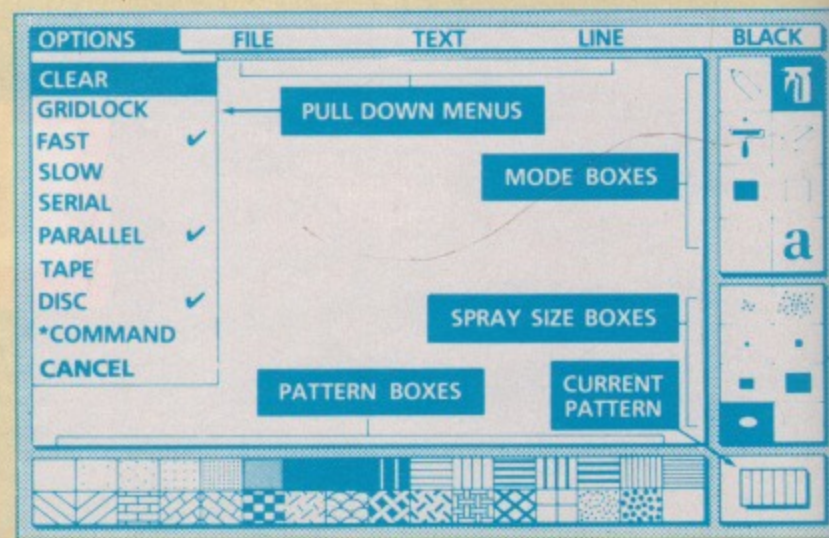 OPTIONS FILE TEXT LINE BLACK
CLEAR
GRIDLOCK
FAST ✓
SLOW
SERIAL
PARALLEL ✓
TAPE
DISC ✓
*COMMAND
CANCEL
PULL DOWN MENUS
MODE BOXES
a
SPRAY SIZE BOXES
PATTERN BOXES
CURRENT
PATTERN